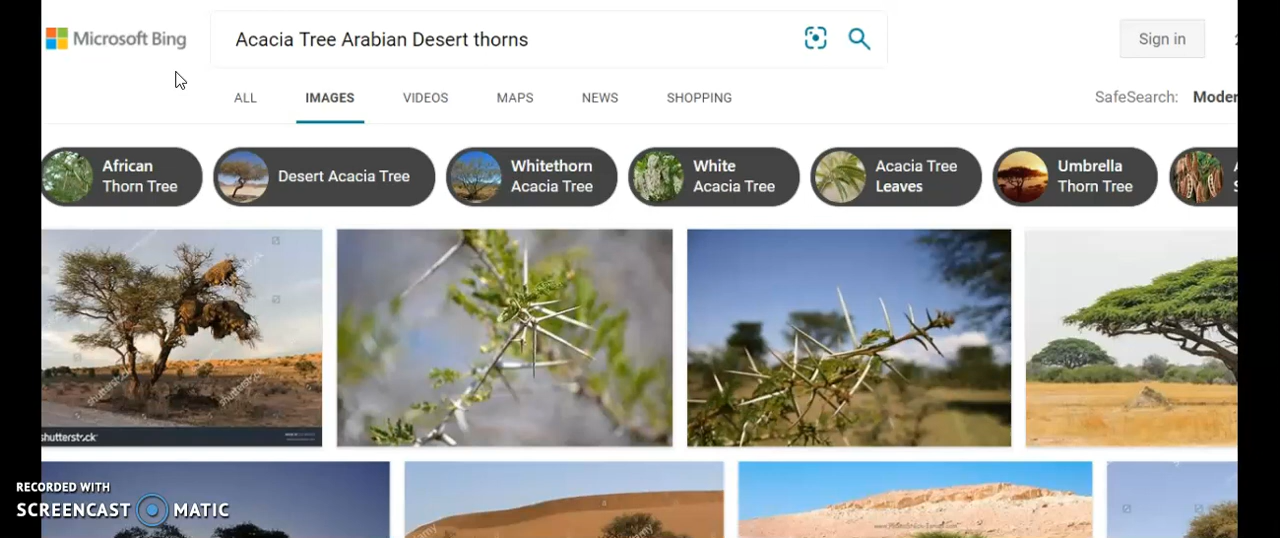 Microsoft Bing
Acacia Tree Arabian Desert thorns
Sign in
ALL IMAGES VIDEOS MAPS NEWS SHOPPING
SafeSearch: Moder
African
Thorn Tree
Desert Acacia Tree
Whitethorn
Acacia Tree
White
Acacia Tree
Acacia Tree
Leaves
Umbrella
Thorn Tree
shutterstock
shutterstock
shutterstock
RECORDED WITH
SCREENCAST MATIC